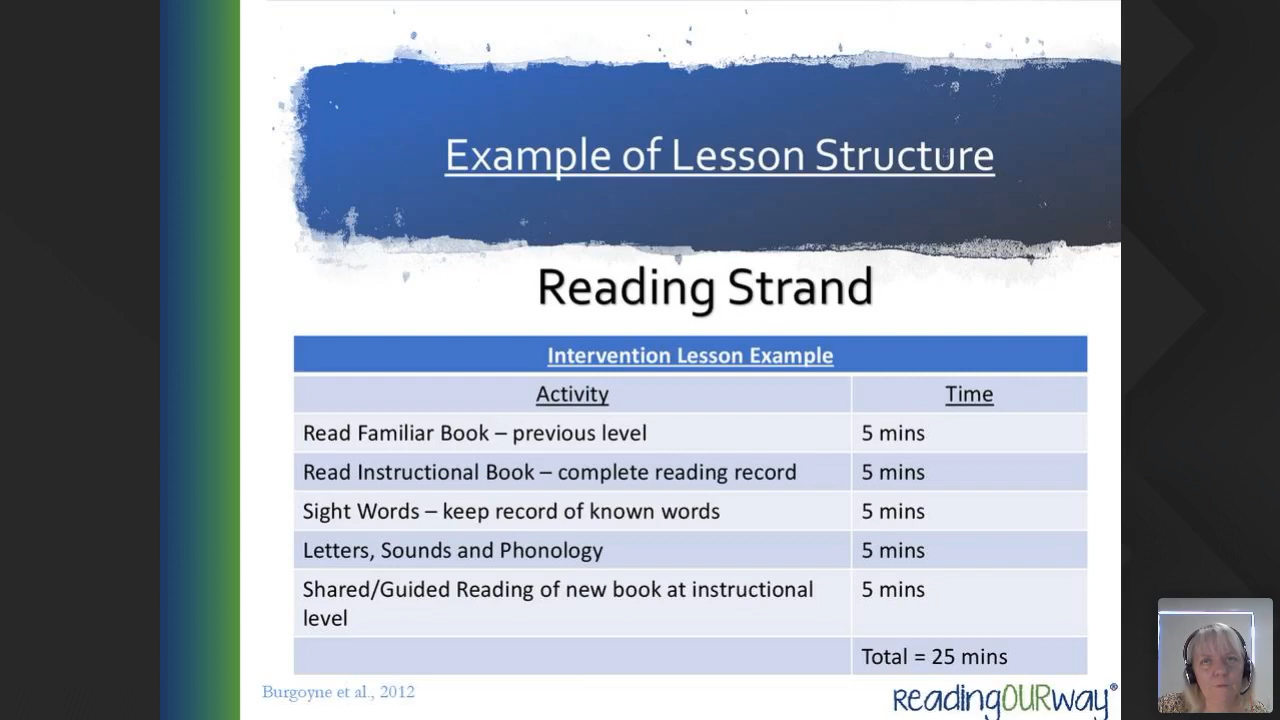 Example of Lesson Structure
Reading Strand
Intervention Lesson Example
Activity Time
Read Familiar Book – previous level 5 mins
Read Instructional Book – complete reading record 5 mins
Sight Words – keep record of known words 5 mins
Letters, Sounds and Phonology 5 mins
Shared/Guided Reading of new book at instructional 5 mins
level
Total = 25 mins
Burgoyne et al., 2012
readingOURway®